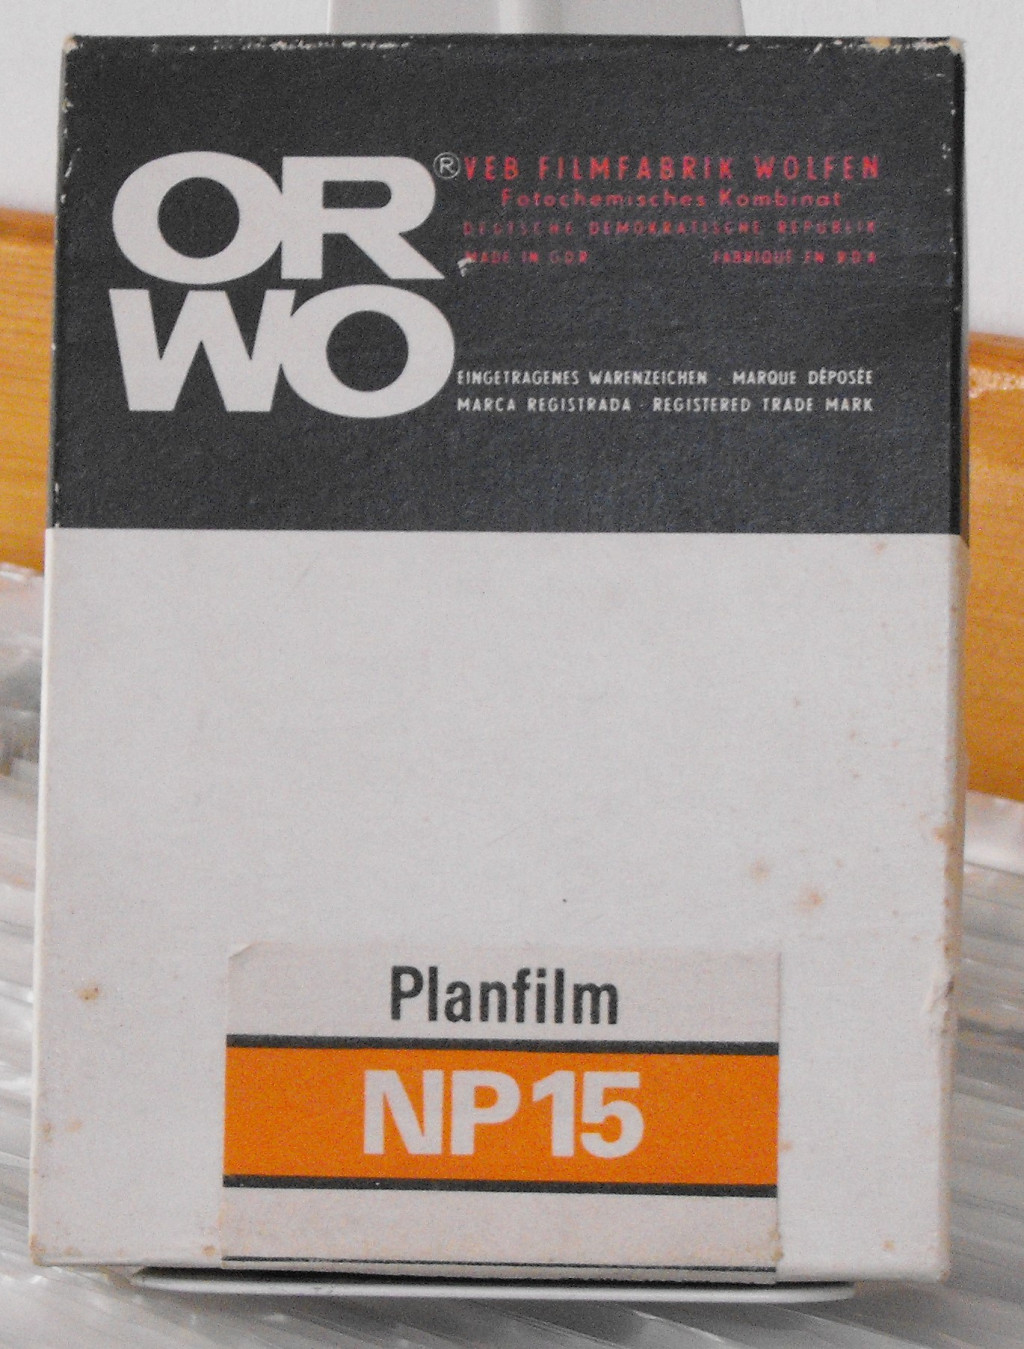 OR
WO
®
VEB FILMFABRIK WOLFEN
Fotochemisches Kombinat
DEUTSCHE DEMOKRATISCHE REPUBLIK
MADE IN GDR FABRIQUÉ EN RDA
EINGETRAGENES WARENZEICHEN · MARQUE DÉPOSÉE
MARCA REGISTRADA · REGISTERED TRADE MARK
Planfilm
NP15